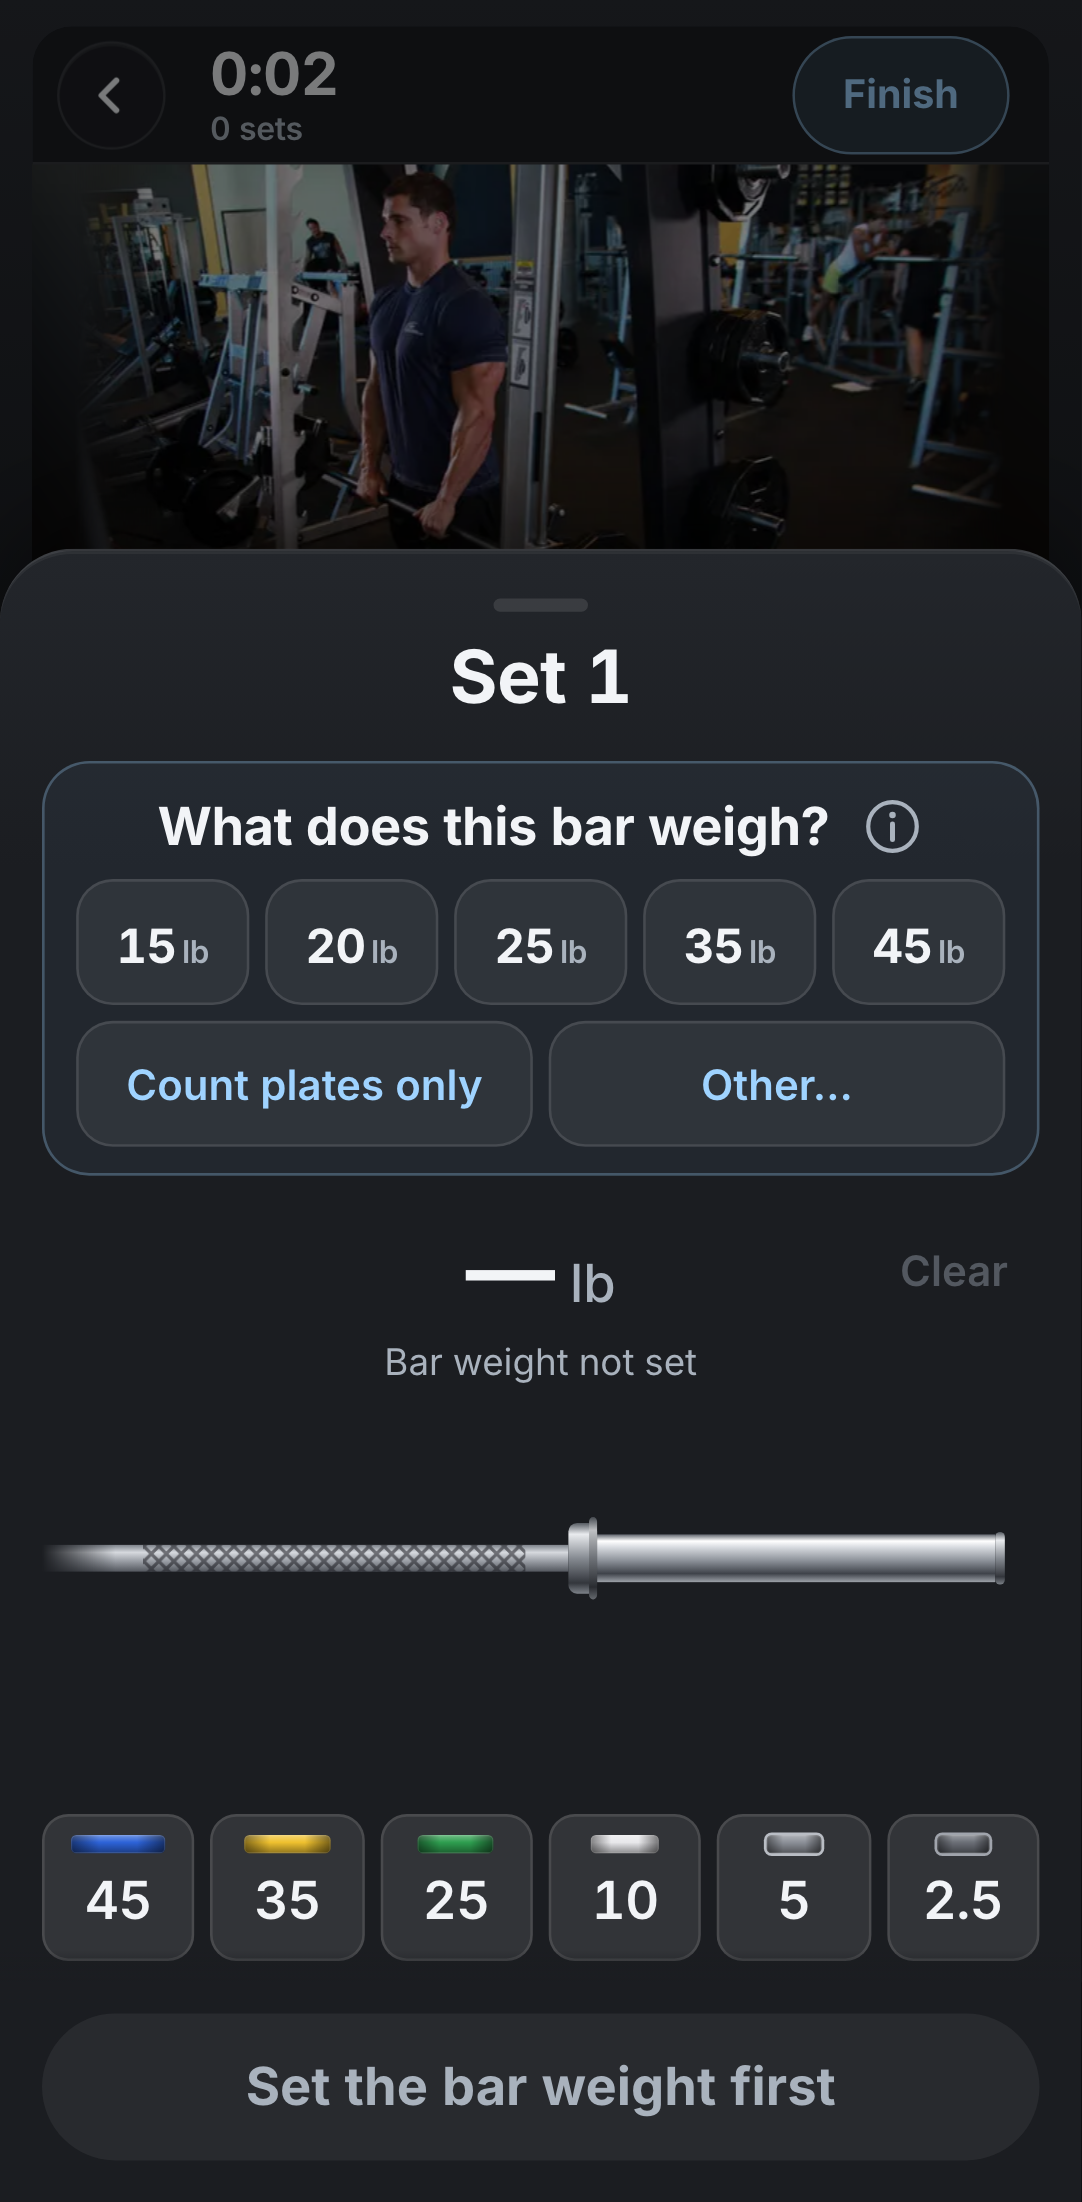 0:02
0 sets
Finish
Set 1
What does this bar weigh?
15 lb
20 lb
25 lb
35 lb
45 lb
Count plates only
Other...
— lb
Clear
Bar weight not set
45
35
25
10
5
2.5
Set the bar weight first